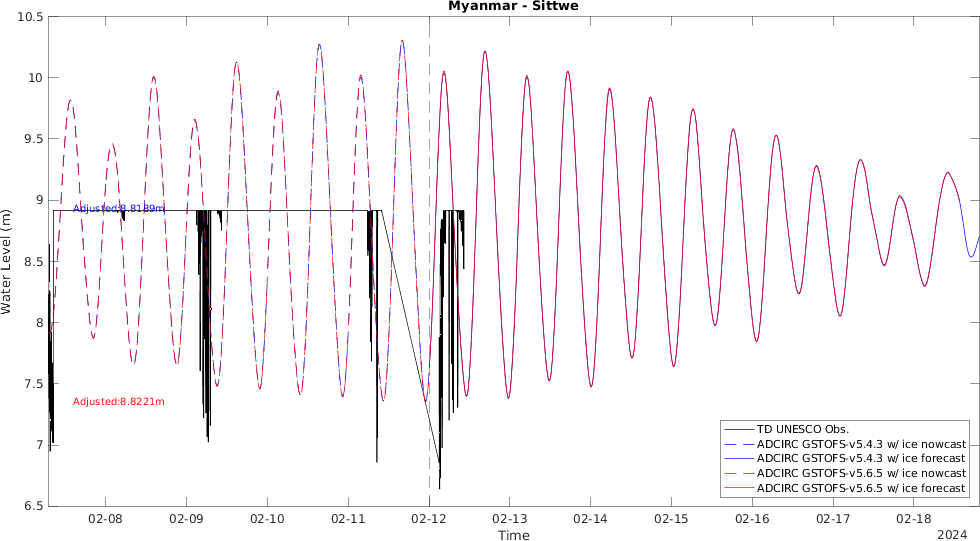 Myanmar - Sittwe
10.5
10
9.5
9
8.5
8
7.5
7
6.5
Water Level (m)
Adjusted:8.8189m
Adjusted:8.8221m
TD UNESCO Obs.
ADCIRC GSTOFS-v5.4.3 w/ ice nowcast
ADCIRC GSTOFS-v5.4.3 w/ ice forecast
ADCIRC GSTOFS-v5.6.5 w/ ice nowcast
ADCIRC GSTOFS-v5.6.5 w/ ice forecast
02-08 02-09 02-10 02-11 02-12 02-13 02-14 02-15 02-16 02-17 02-18
Time
2024